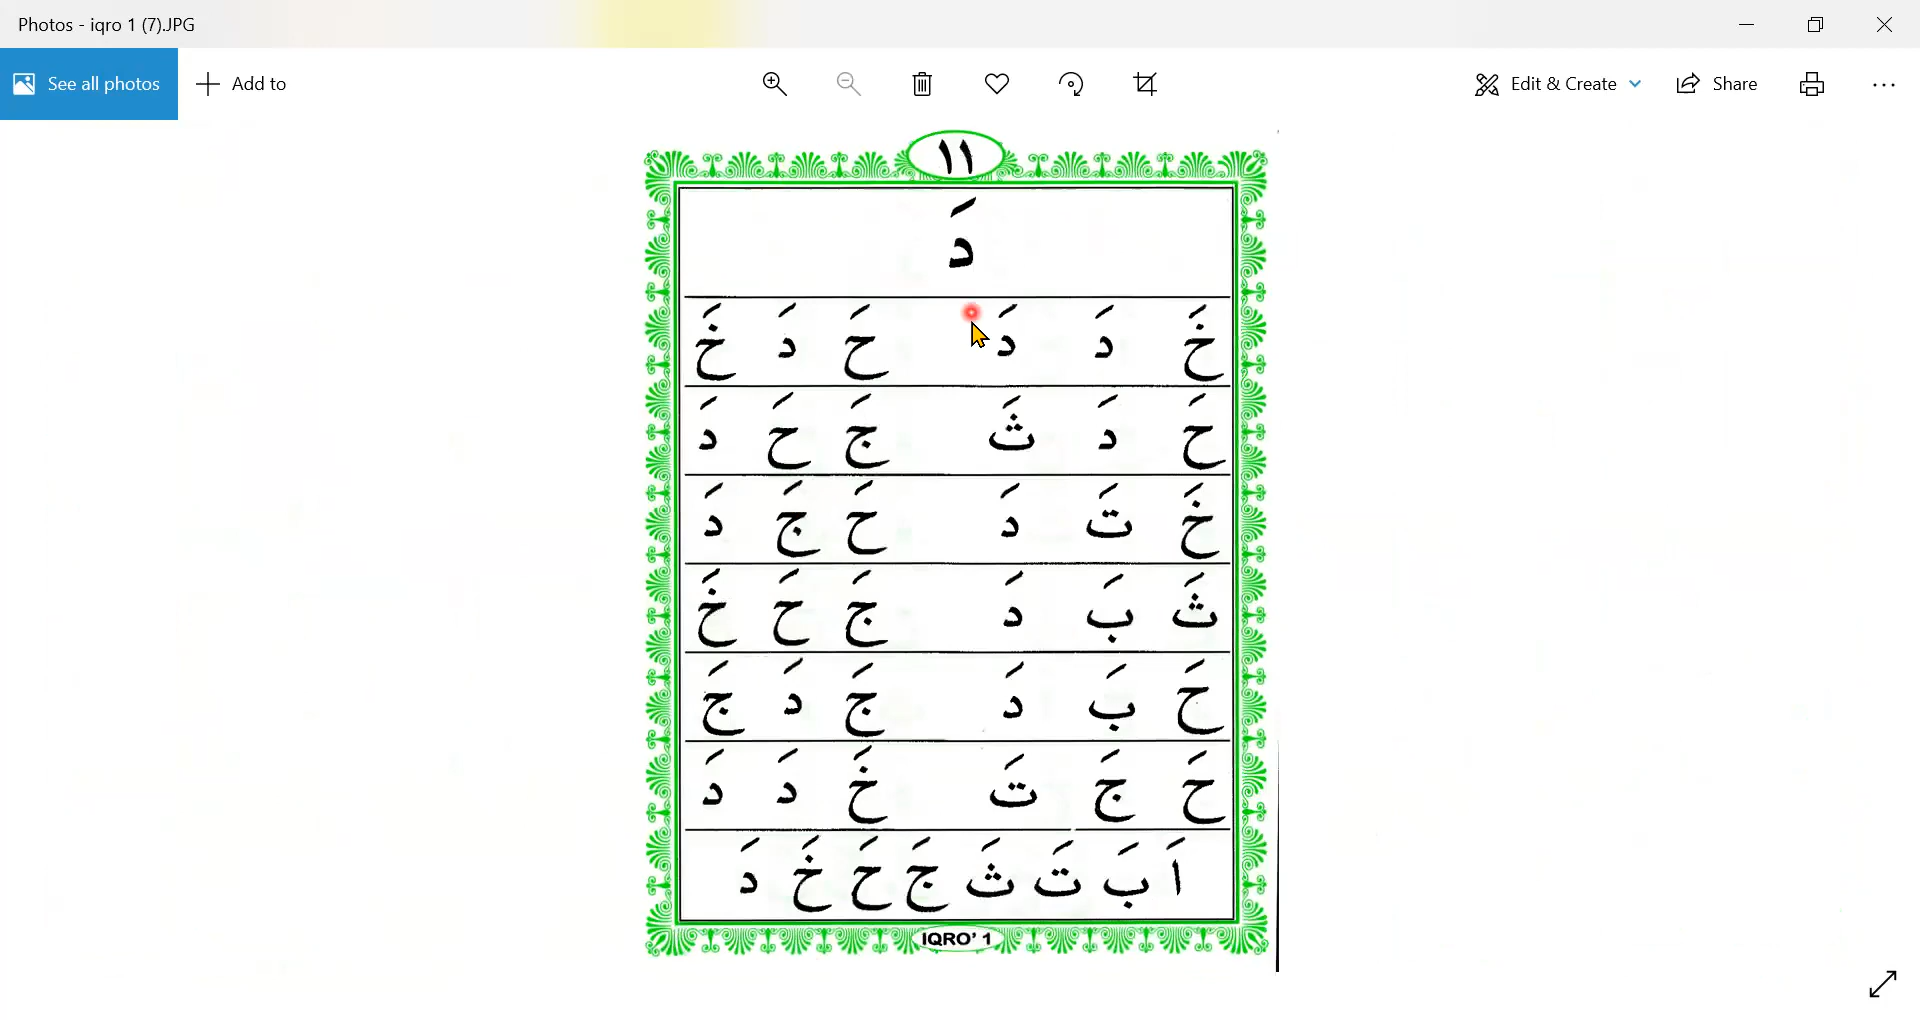 Photos - iqro 1 (7).JPG
See all photos
Add to
Edit & Create
Share
١١
دَ
خَ دَ دَ حَ دَ خَ
حَ دَ ثَ جَ حَ دَ
خَ تَ دَ حَ جَ دَ
ثَ بَ دَ جَ حَ خَ
حَ بَ دَ جَ دَ جَ
حَ جَ تَ خَ دَ دَ
اَ بَ تَ ثَ جَ حَ خَ دَ
IQRO' 1